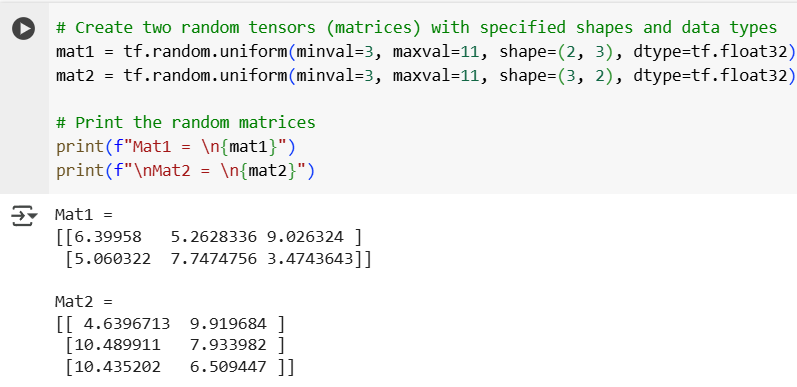 # Create two random tensors (matrices) with specified shapes and data types
mat1 = tf.random.uniform(minval=3, maxval=11, shape=(2, 3), dtype=tf.float32)
mat2 = tf.random.uniform(minval=3, maxval=11, shape=(3, 2), dtype=tf.float32)
# Print the random matrices
print(f"Mat1 = \n{mat1}")
print(f"\nMat2 = \n{mat2}")
Mat1 =
[[6.39958   5.2628336 9.026324 ]
 [5.060322  7.7474756 3.4743643]]
Mat2 =
[[ 4.6396713  9.919684 ]
 [10.489911   7.933982 ]
 [10.435202   6.509447 ]]